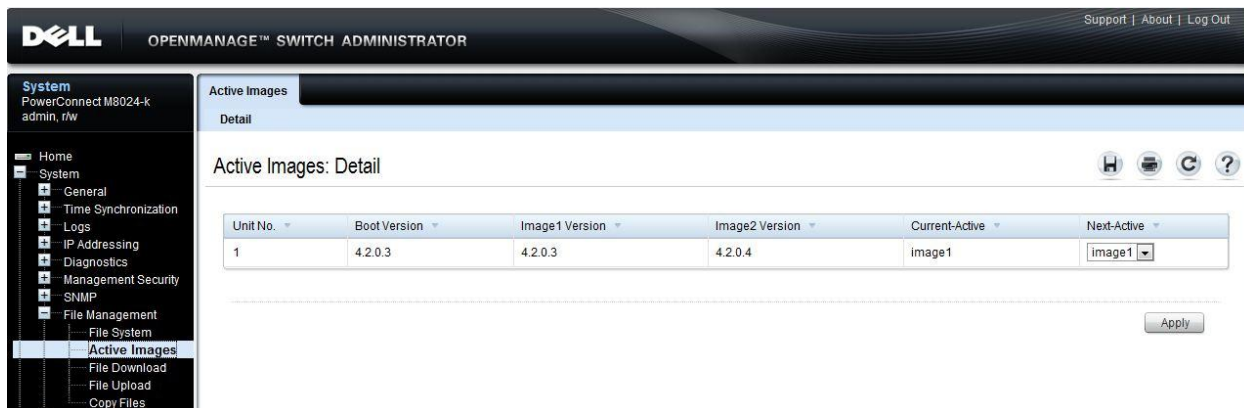 Support | About | Log Out
DELL OPENMANAGE™ SWITCH ADMINISTRATOR
System
PowerConnect M8024-k
admin, r/w
Home
System
General
Time Synchronization
Logs
IP Addressing
Diagnostics
Management Security
SNMP
File Management
File System
Active Images
File Download
File Upload
Copy Files
Active Images
Detail
Active Images: Detail
Unit No. Boot Version Image1 Version Image2 Version Current-Active Next-Active
1 4.2.0.3 4.2.0.3 4.2.0.4 image1 image1
Apply